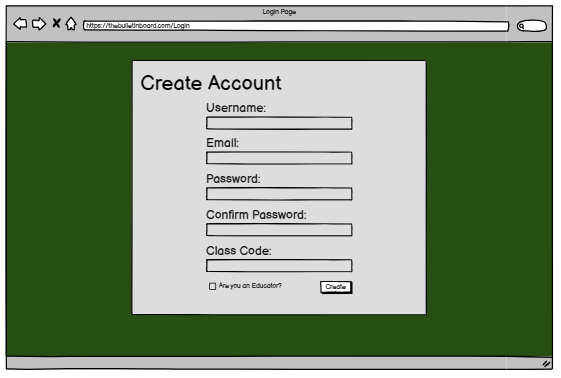 Login Page
https://thebulletinboard.com/Login
Create Account
Username:
Email:
Password:
Confirm Password:
Class Code:
Are you an Educator?
Create